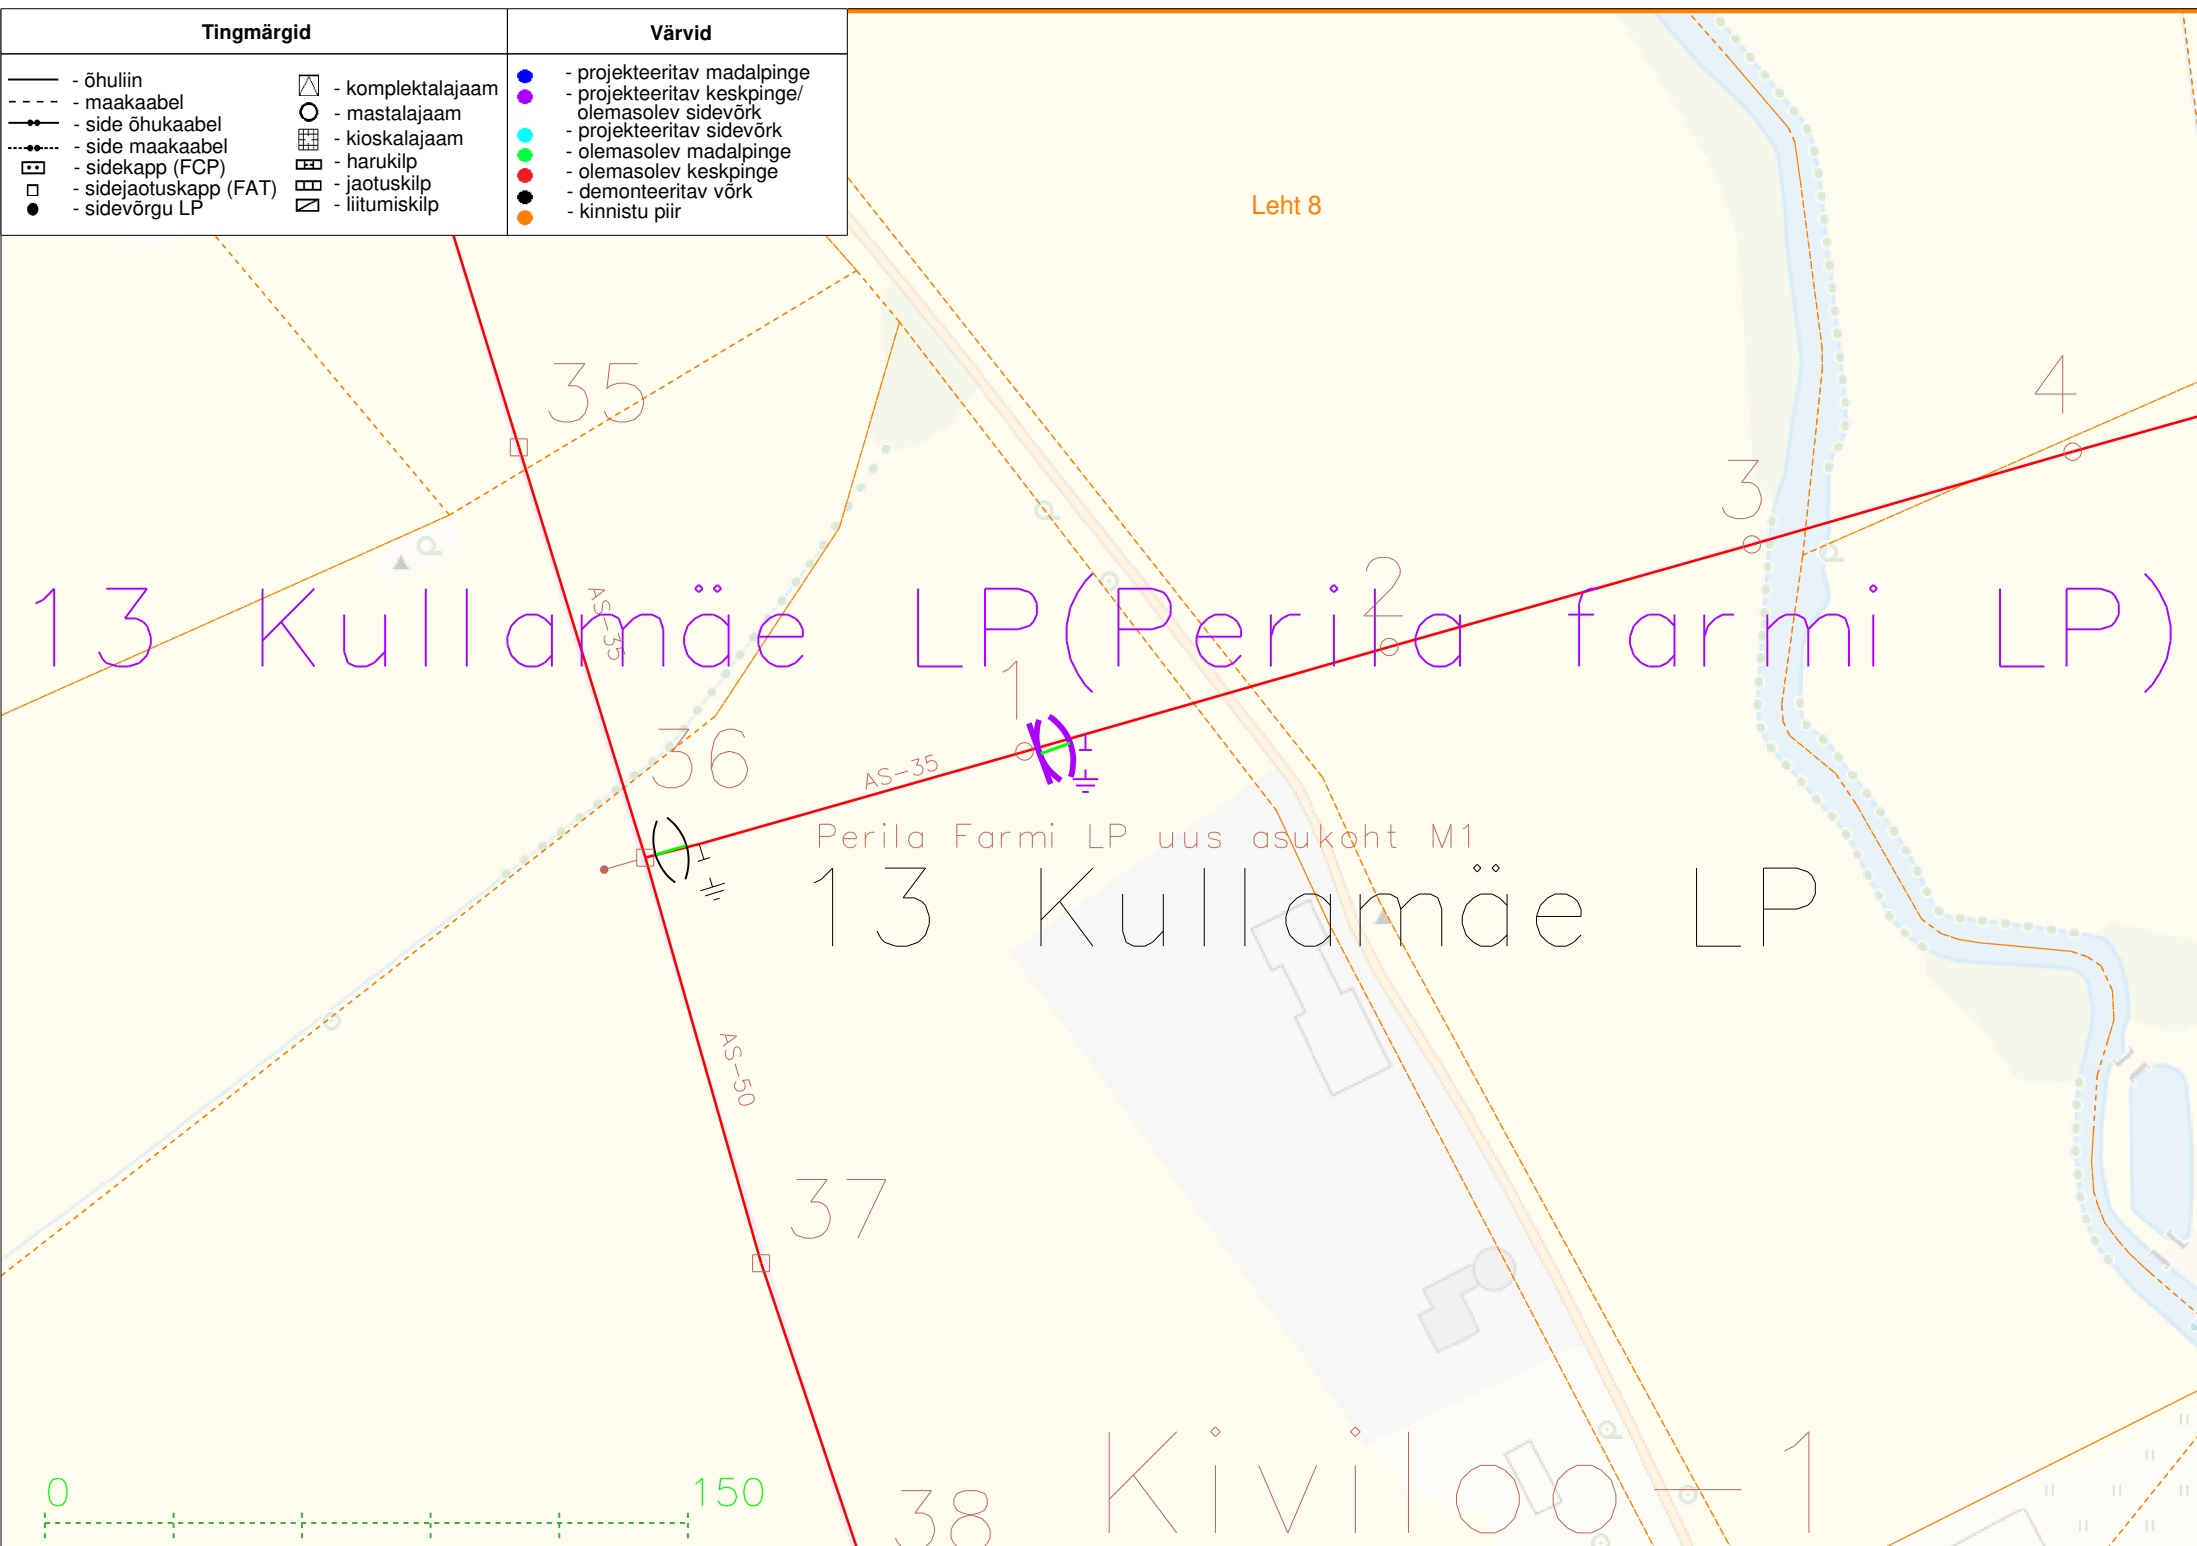 Tingmärgid
Värvid
- õhuliin
- maakaabel
- side õhukaabel
- side maakaabel
- sidekapp (FCP)
- sidejaotuskapp (FAT)
- sidevõrgu LP
- komplektalajaam
- mastalajaam
- kioskalajaam
- harukilp
- jaotuskilp
- liitumiskilp
- projekteeritav madalpinge
- projekteeritav keskpinge/
olemasolev sidevõrk
- projekteeritav sidevõrk
- olemasolev madalpinge
- olemasolev keskpinge
- demonteeritav võrk
- kinnistu piir
Leht 8
35
4
3
2
AS-35
13 Kullamäe LP(Perila farmi LP)
1
36
AS-35
Perila Farmi LP uus asukoht M1
13 Kullamäe LP
AS-50
37
Kiviloo-1
38
0
150